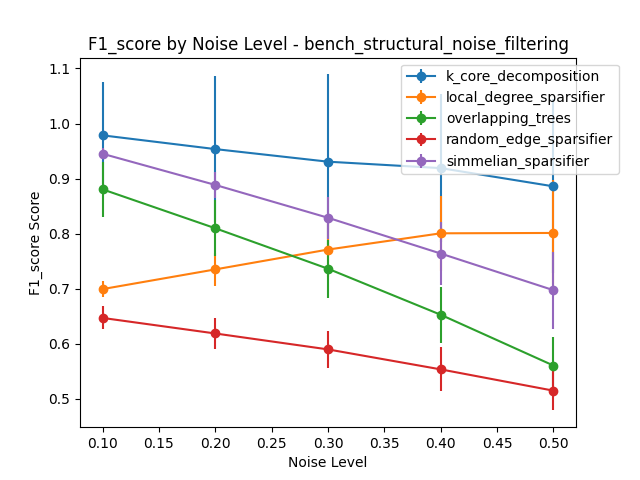 F1_score by Noise Level - bench_structural_noise_filtering
k_core_decomposition
local_degree_sparsifier
overlapping_trees
random_edge_sparsifier
simmelian_sparsifier
F1_score Score
1.1
1.0
0.9
0.8
0.7
0.6
0.5
0.10 0.15 0.20 0.25 0.30 0.35 0.40 0.45 0.50
Noise Level